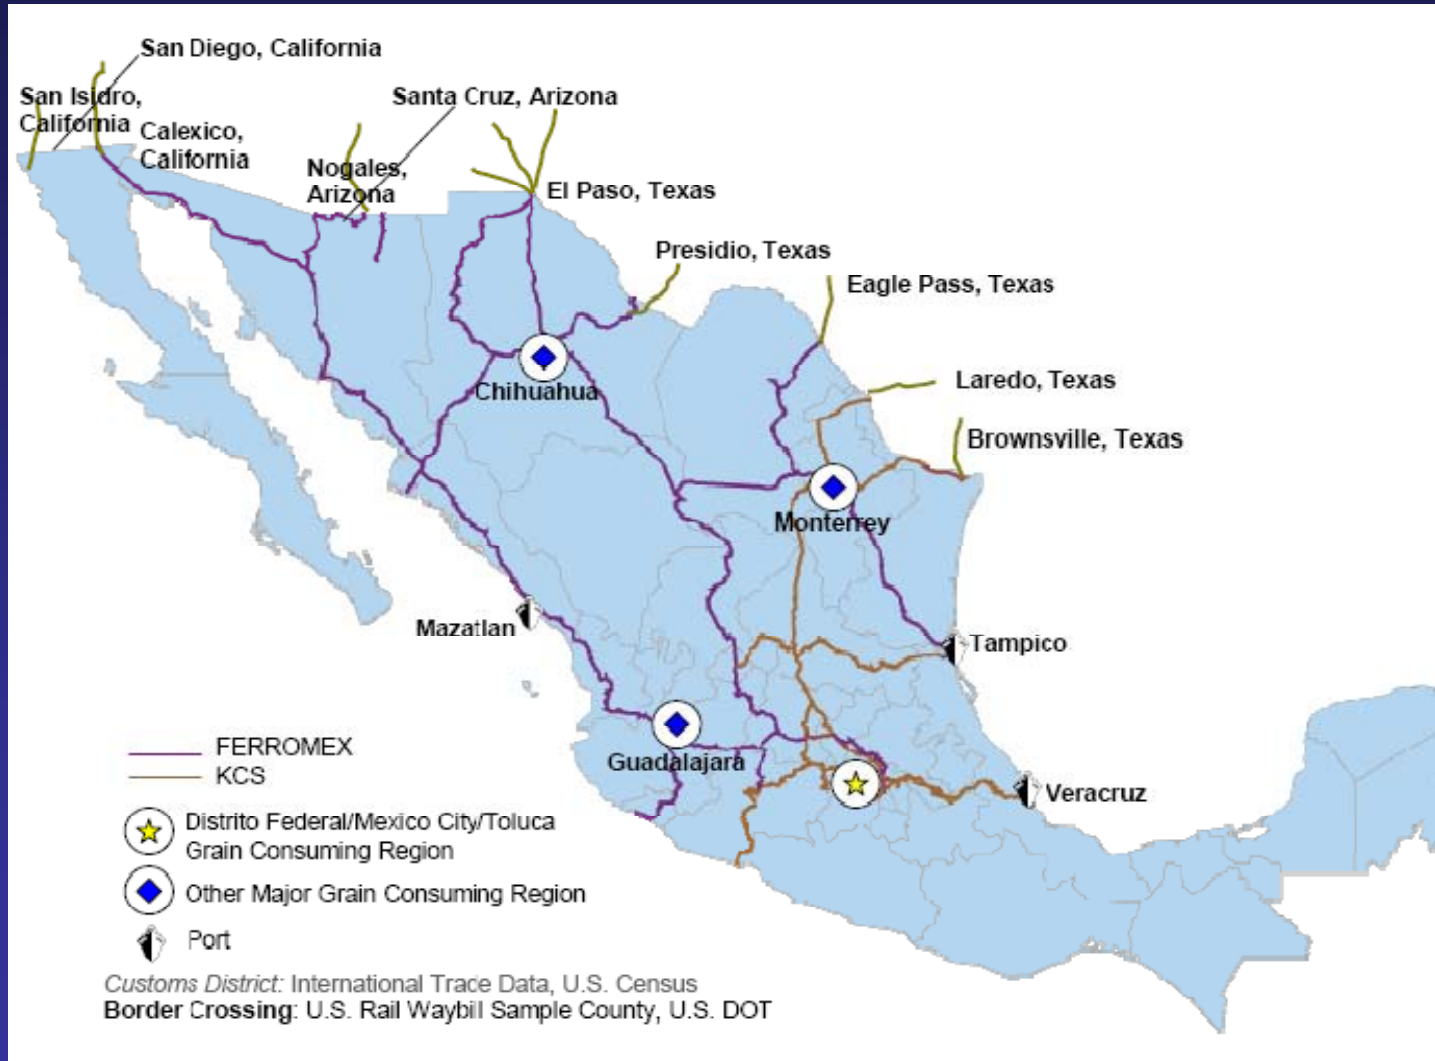 San Diego, California
San Isidro,
California
Calexico,
California
Santa Cruz, Arizona
Nogales,
Arizona
El Paso, Texas
Presidio, Texas
Eagle Pass, Texas
Laredo, Texas
Brownsville, Texas
Chihuahua
Monterrey
Mazatlan
Tampico
Guadalajara
Veracruz
FERROMEX
KCS
Distrito Federal/Mexico City/Toluca
Grain Consuming Region
Other Major Grain Consuming Region
Port
Customs District: International Trade Data, U.S. Census
Border Crossing: U.S. Rail Waybill Sample County, U.S. DOT